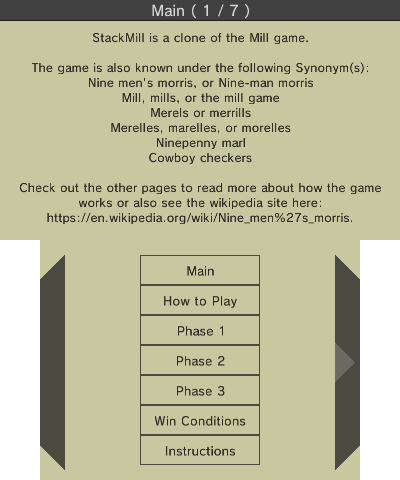 Main ( 1 / 7 )
StackMill is a clone of the Mill game.
The game is also known under the following Synonym(s):
Nine men's morris, or Nine-man morris
Mill, mills, or the mill game
Merels or merrills
Merelles, marelles, or morelles
Ninepenny marl
Cowboy checkers
Check out the other pages to read more about how the game
works or also see the wikipedia site here:
https://en.wikipedia.org/wiki/Nine_men%27s_morris.
Main
How to Play
Phase 1
Phase 2
Phase 3
Win Conditions
Instructions